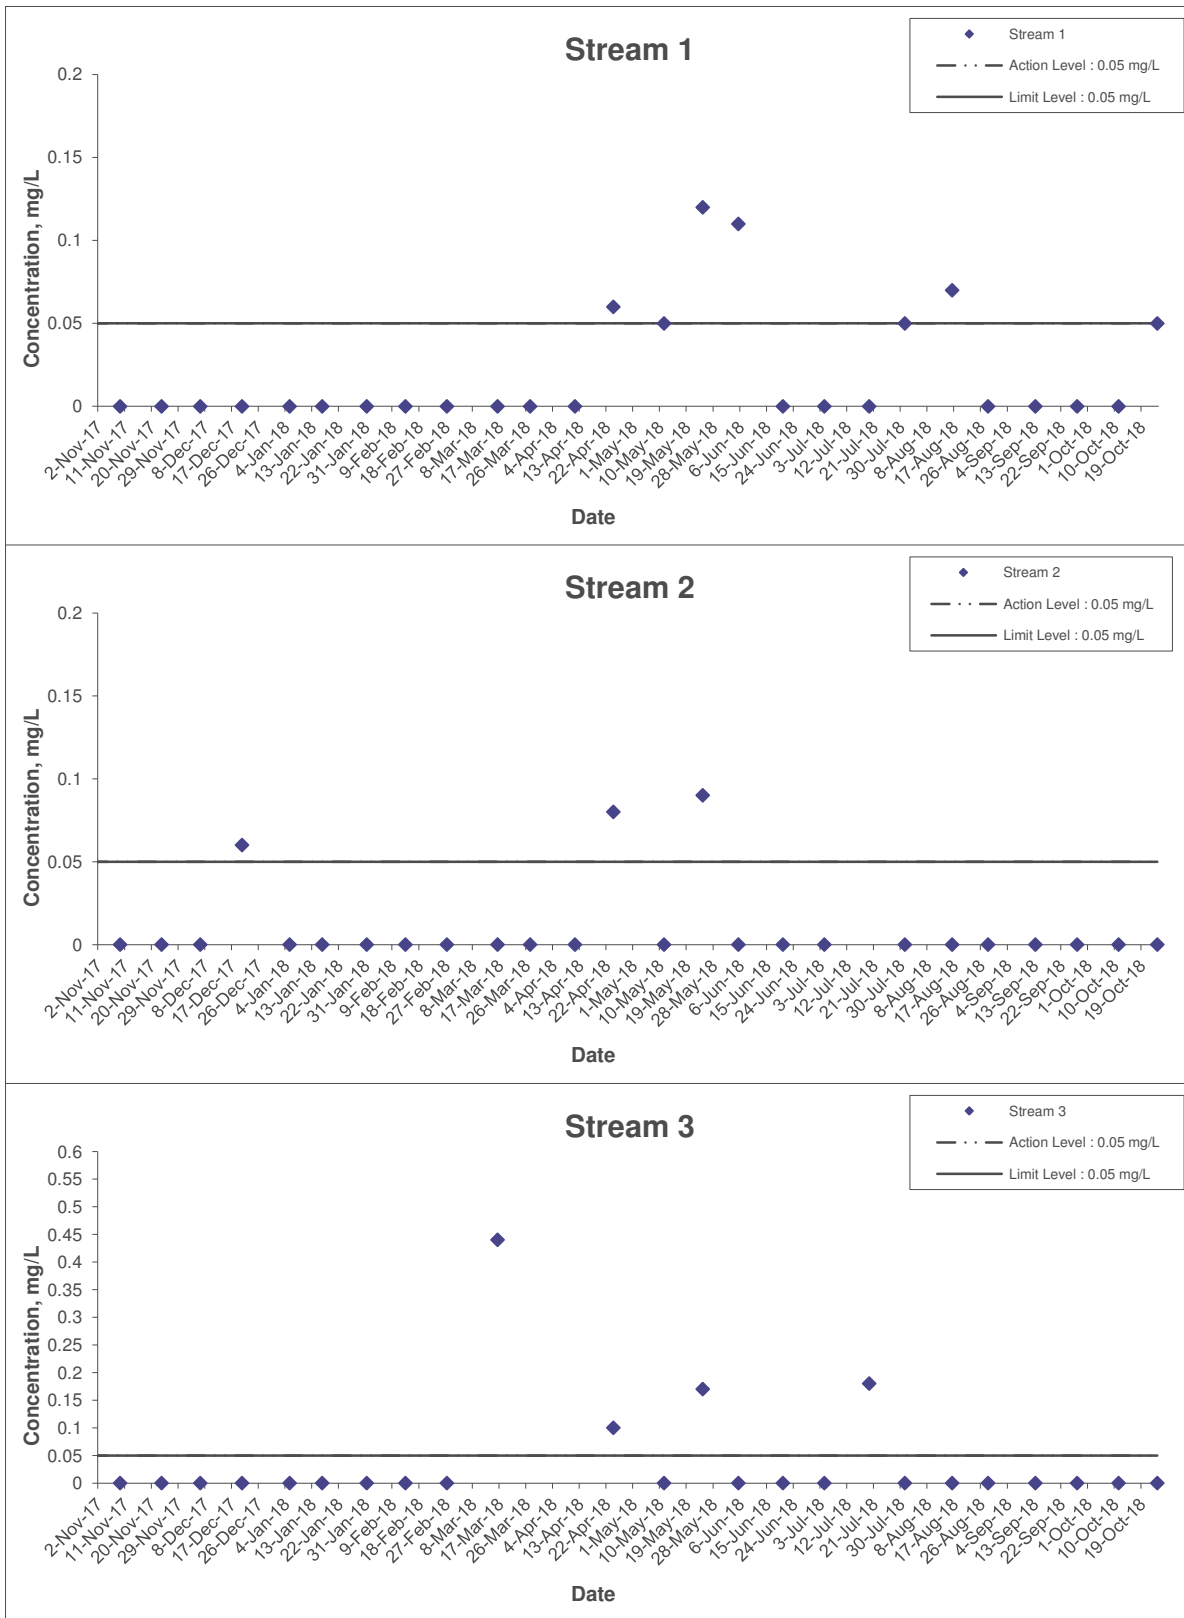 Stream 1
Stream 1
Action Level : 0.05 mg/L
Limit Level : 0.05 mg/L
Concentration, mg/L
0.2
0.15
0.1
0.05
0
2-Nov-17
11-Nov-17
20-Nov-17
29-Nov-17
8-Dec-17
17-Dec-17
26-Dec-17
4-Jan-18
13-Jan-18
22-Jan-18
31-Jan-18
9-Feb-18
18-Feb-18
27-Feb-18
8-Mar-18
17-Mar-18
26-Mar-18
4-Apr-18
13-Apr-18
22-Apr-18
1-May-18
10-May-18
19-May-18
28-May-18
6-Jun-18
15-Jun-18
24-Jun-18
3-Jul-18
12-Jul-18
21-Jul-18
30-Jul-18
8-Aug-18
17-Aug-18
26-Aug-18
4-Sep-18
13-Sep-18
22-Sep-18
1-Oct-18
10-Oct-18
19-Oct-18
Date
Stream 2
Stream 2
Action Level : 0.05 mg/L
Limit Level : 0.05 mg/L
Concentration, mg/L
0.2
0.15
0.1
0.05
0
2-Nov-17
11-Nov-17
20-Nov-17
29-Nov-17
8-Dec-17
17-Dec-17
26-Dec-17
4-Jan-18
13-Jan-18
22-Jan-18
31-Jan-18
9-Feb-18
18-Feb-18
27-Feb-18
8-Mar-18
17-Mar-18
26-Mar-18
4-Apr-18
13-Apr-18
22-Apr-18
1-May-18
10-May-18
19-May-18
28-May-18
6-Jun-18
15-Jun-18
24-Jun-18
3-Jul-18
12-Jul-18
21-Jul-18
30-Jul-18
8-Aug-18
17-Aug-18
26-Aug-18
4-Sep-18
13-Sep-18
22-Sep-18
1-Oct-18
10-Oct-18
19-Oct-18
Date
Stream 3
Stream 3
Action Level : 0.05 mg/L
Limit Level : 0.05 mg/L
Concentration, mg/L
0.6
0.55
0.5
0.45
0.4
0.35
0.3
0.25
0.2
0.15
0.1
0.05
0
2-Nov-17
11-Nov-17
20-Nov-17
29-Nov-17
8-Dec-17
17-Dec-17
26-Dec-17
4-Jan-18
13-Jan-18
22-Jan-18
31-Jan-18
9-Feb-18
18-Feb-18
27-Feb-18
8-Mar-18
17-Mar-18
26-Mar-18
4-Apr-18
13-Apr-18
22-Apr-18
1-May-18
10-May-18
19-May-18
28-May-18
6-Jun-18
15-Jun-18
24-Jun-18
3-Jul-18
12-Jul-18
21-Jul-18
30-Jul-18
8-Aug-18
17-Aug-18
26-Aug-18
4-Sep-18
13-Sep-18
22-Sep-18
1-Oct-18
10-Oct-18
19-Oct-18
Date